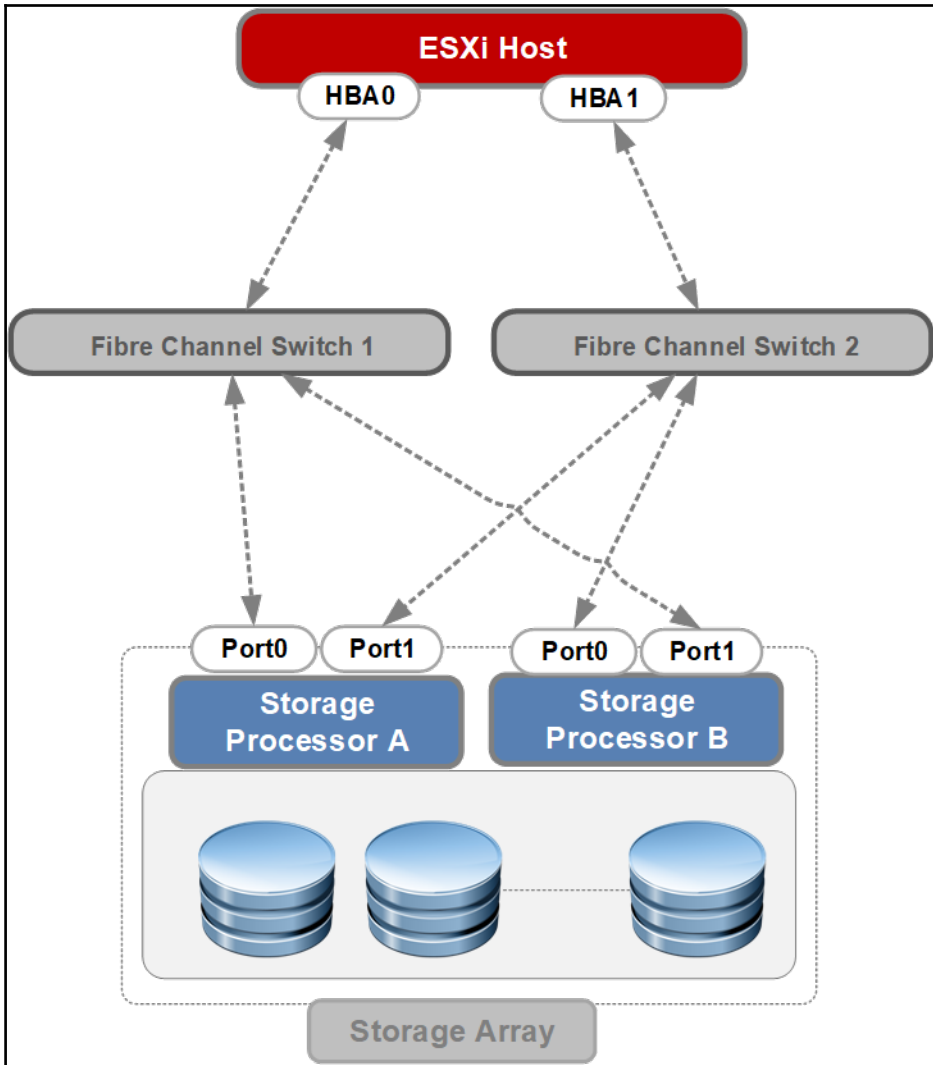 ESXi Host
HBA0
HBA1
Fibre Channel Switch 1
Fibre Channel Switch 2
Port0
Port1
Port0
Port1
Storage
Processor A
Storage
Processor B
Storage Array